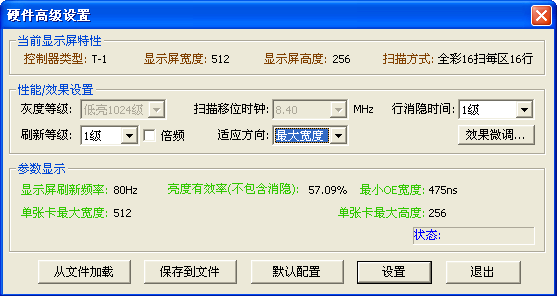 硬件高级设置
当前显示屏特性
控制器类型: T-1 显示屏宽度: 512 显示屏高度: 256 扫描方式: 全彩16扫每区16行
性能/效果设置
灰度等级: 低亮1024级 扫描移位时钟: 8.40 MHz 行消隐时间: 1级
刷新等级: 1级 倍频 适应方向: 最大宽度 效果微调...
参数显示
显示屏刷新频率: 80Hz 亮度有效率(不包含消隐): 57.09% 最小OE宽度: 475ns
单张卡最大宽度: 512 单张卡最大高度: 256
状态:
从文件加载 保存到文件 默认配置 设置 退出